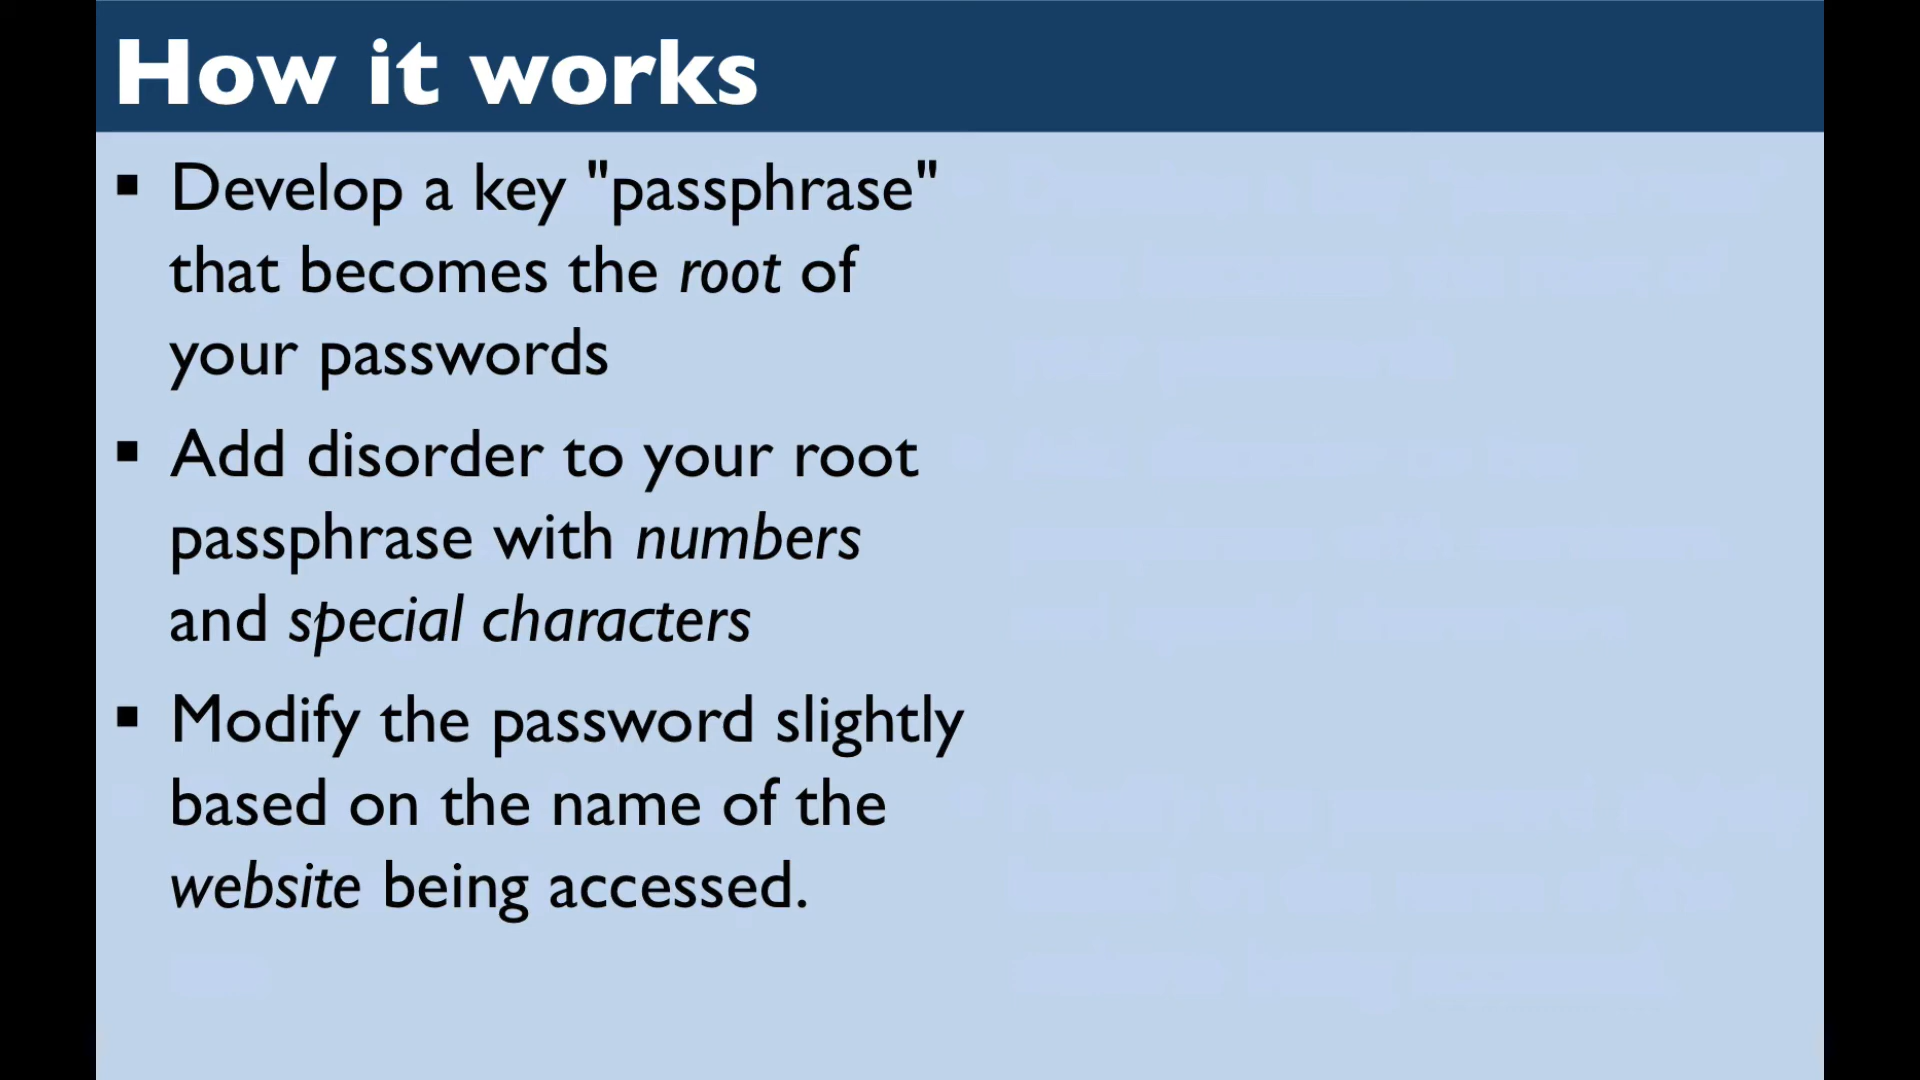 How it works
▪ Develop a key "passphrase"
that becomes the root of
your passwords
▪ Add disorder to your root
passphrase with numbers
and special characters
▪ Modify the password slightly
based on the name of the
website being accessed.